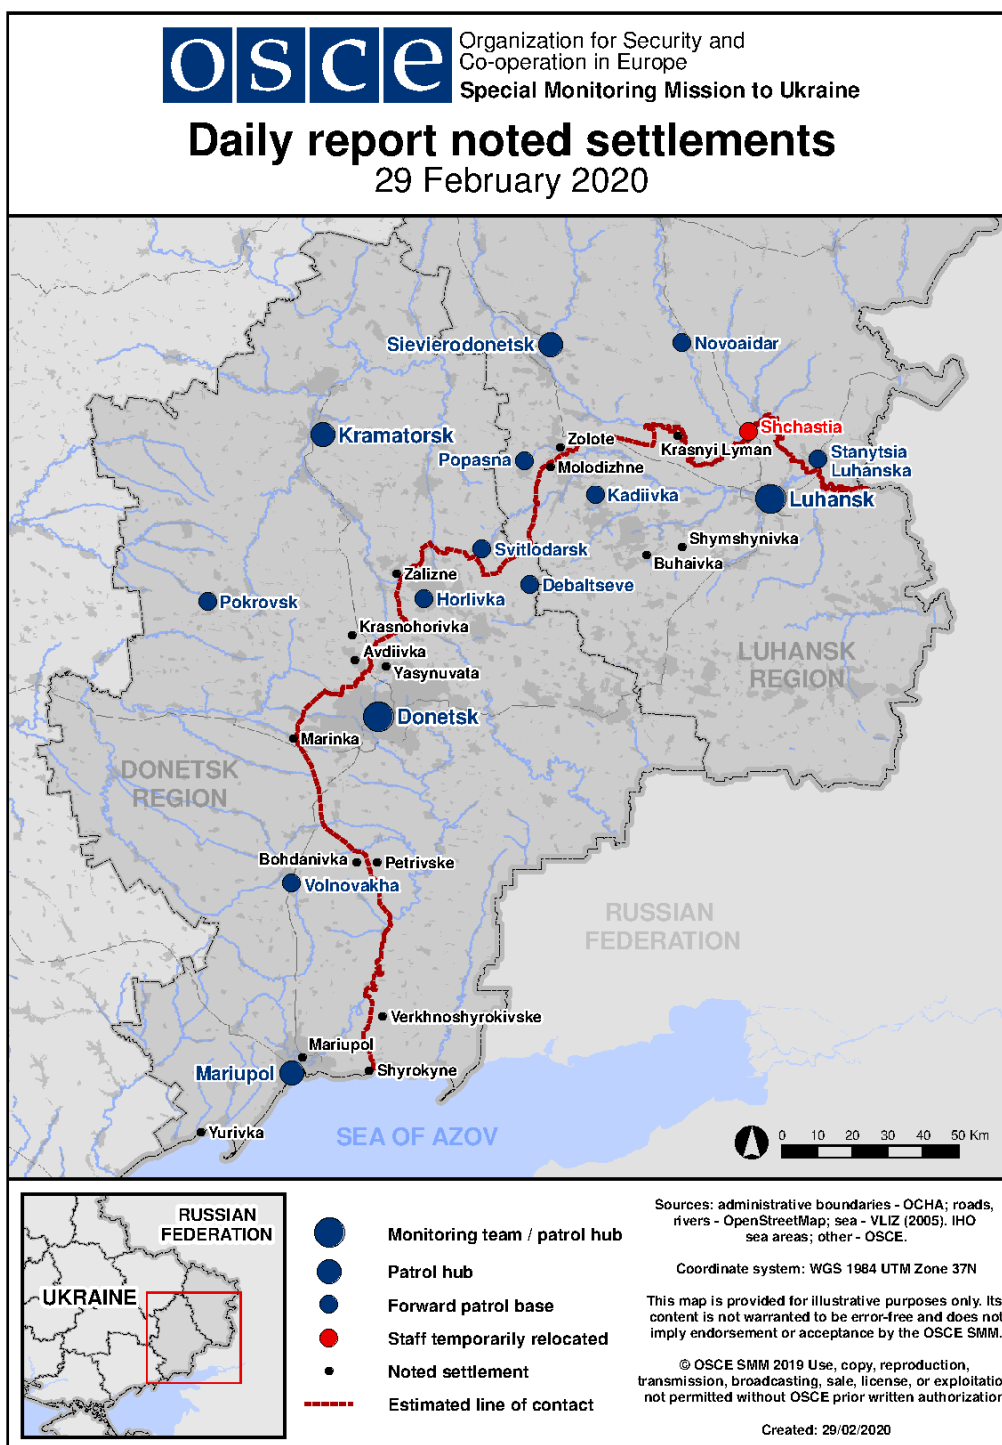 osce
Organization for Security and
Co-operation in Europe
Special Monitoring Mission to Ukraine
Daily report noted settlements
29 February 2020
Sievierodonetsk
Novoaidar
Kramatorsk
Shchastia
Zolote
Krasnyi Lyman
Popasna
Molodizhne
Stanytsia
Luhanska
Kadiivka
Luhansk
Svitlodarsk
Shymshynivka
Buhaivka
Zalizne
Debaltseve
Pokrovsk
Horlivka
Krasnohorivka
Avdiivka
Yasynuvata
LUHANSK
REGION
Donetsk
Marinka
DONETSK
REGION
Bohdanivka
Petrivske
Volnovakha
RUSSIAN
FEDERATION
Verkhnoshyrokivske
Mariupol
Mariupol
Shyrokyne
Yurivka
SEA OF AZOV
0 10 20 30 40 50 Km
RUSSIAN
FEDERATION
UKRAINE
Monitoring team / patrol hub
Patrol hub
Forward patrol base
Staff temporarily relocated
Noted settlement
Estimated line of contact
Sources: administrative boundaries - OCHA; roads,
rivers - OpenStreetMap; sea - VLIZ (2005). IHO
sea areas; other - OSCE.
Coordinate system: WGS 1984 UTM Zone 37N
This map is provided for illustrative purposes only. Its
content is not warranted to be error-free and does not
imply endorsement or acceptance by the OSCE SMM.
© OSCE SMM 2019 Use, copy, reproduction,
transmission, broadcasting, sale, license, or exploitatio
not permitted without OSCE prior written authorization
Created: 29/02/2020